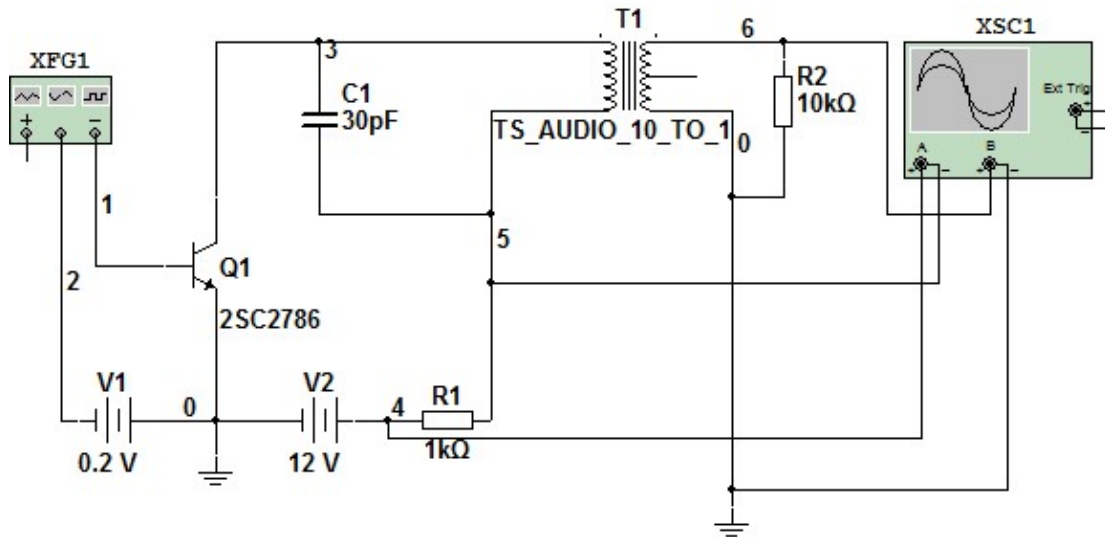 T1
XFG1
3
6
XSC1
C1
30pF
R2
10kΩ
Ext Trig
+
−
+
−
TS_AUDIO_10_TO_1
0
A
B
+
−
+
−
1
5
2
Q1
2SC2786
V1
0
V2
4
R1
0.2 V
12 V
1kΩ